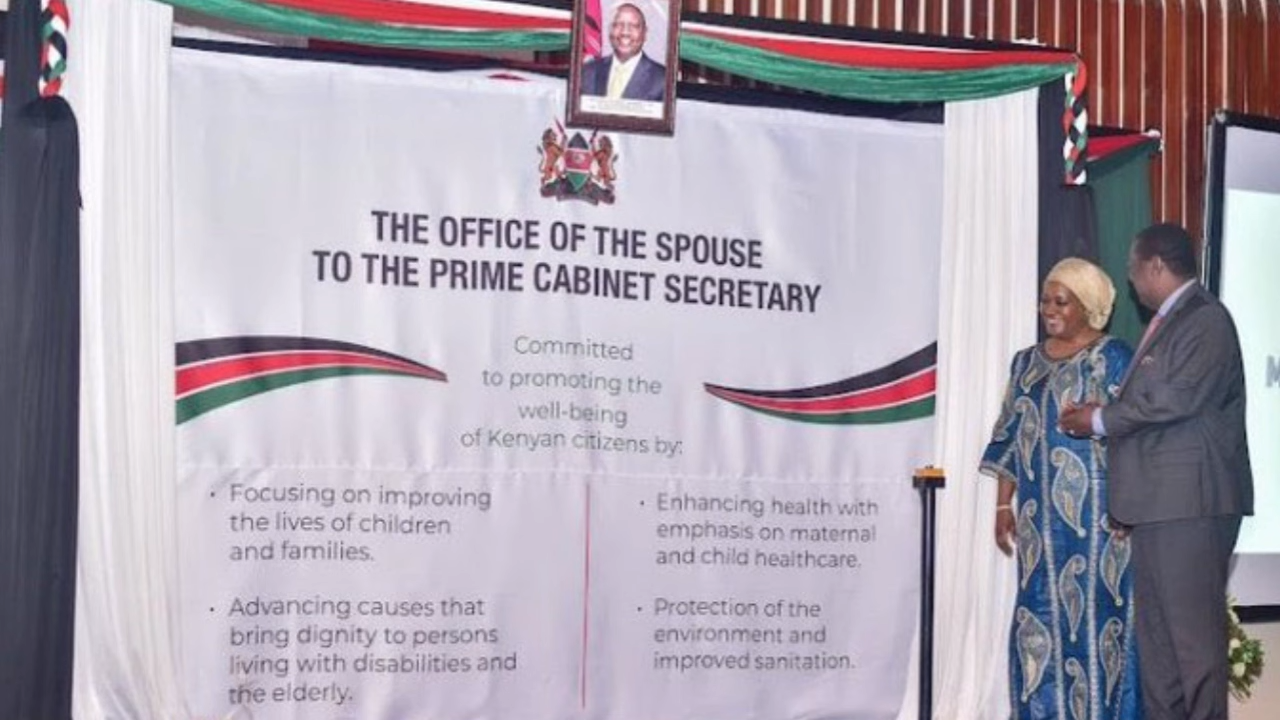 THE OFFICE OF THE SPOUSE
TO THE PRIME CABINET SECRETARY
Committed
to promoting the
well-being
of Kenyan citizens by:
· Focusing on improving
the lives of children
and families.
· Advancing causes that
bring dignity to persons
living with disabilities and
the elderly.
· Enhancing health with
emphasis on maternal
and child healthcare.
· Protection of the
environment and
improved sanitation.
M